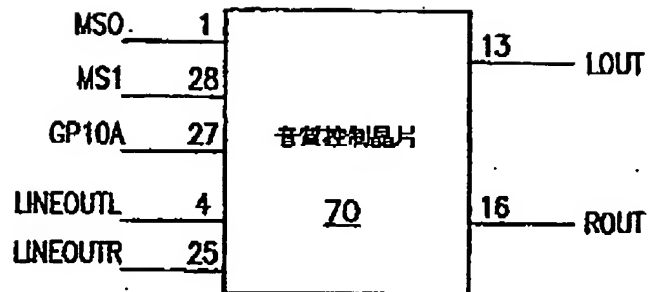 MS0 1
MS1 28
GP10A 27
LINEOUTL 4
LINEOUTR 25
音質控制晶片
70
13 LOUT
16 ROUT